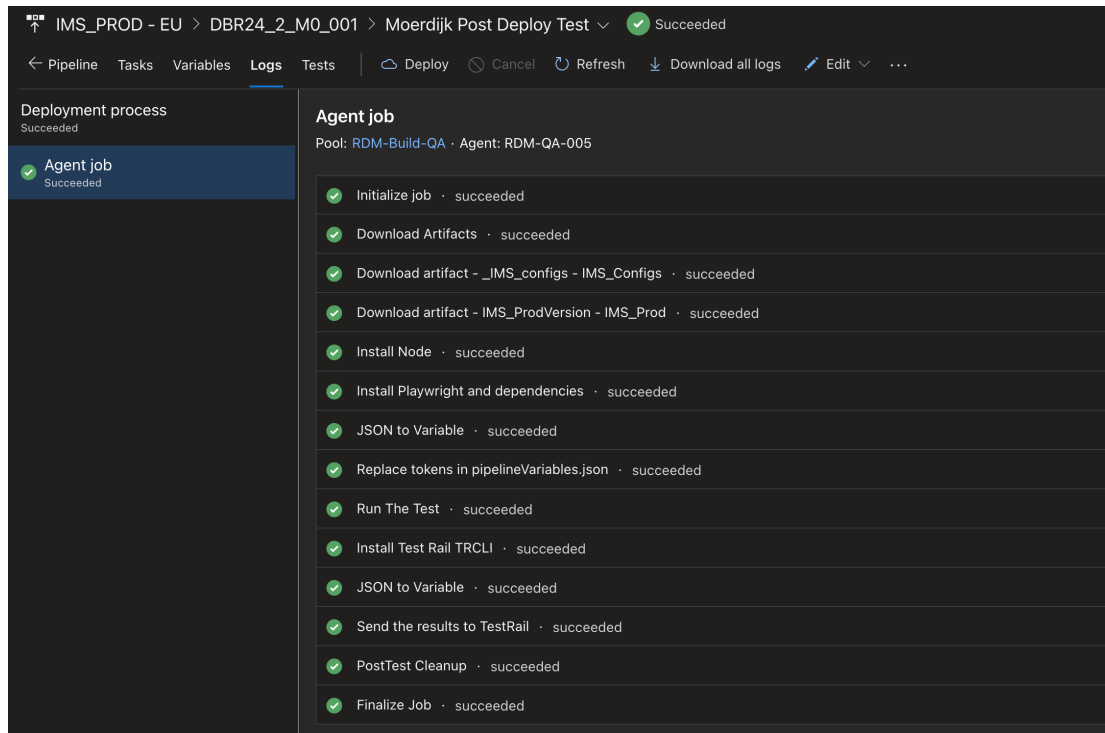 IMS_PROD - EU > DBR24_2_M0_001 > Moerdijk Post Deploy Test Succeeded
Pipeline Tasks Variables Logs Tests Deploy Cancel Refresh Download all logs Edit ...
Deployment process
Succeeded
Agent job
Succeeded
Agent job
Pool: RDM-Build-QA · Agent: RDM-QA-005
Initialize job · succeeded
Download Artifacts · succeeded
Download artifact - _IMS_configs - IMS_Configs · succeeded
Download artifact - IMS_ProdVersion - IMS_Prod · succeeded
Install Node · succeeded
Install Playwright and dependencies · succeeded
JSON to Variable · succeeded
Replace tokens in pipelineVariables.json · succeeded
Run The Test · succeeded
Install Test Rail TRCLI · succeeded
JSON to Variable · succeeded
Send the results to TestRail · succeeded
PostTest Cleanup · succeeded
Finalize Job · succeeded